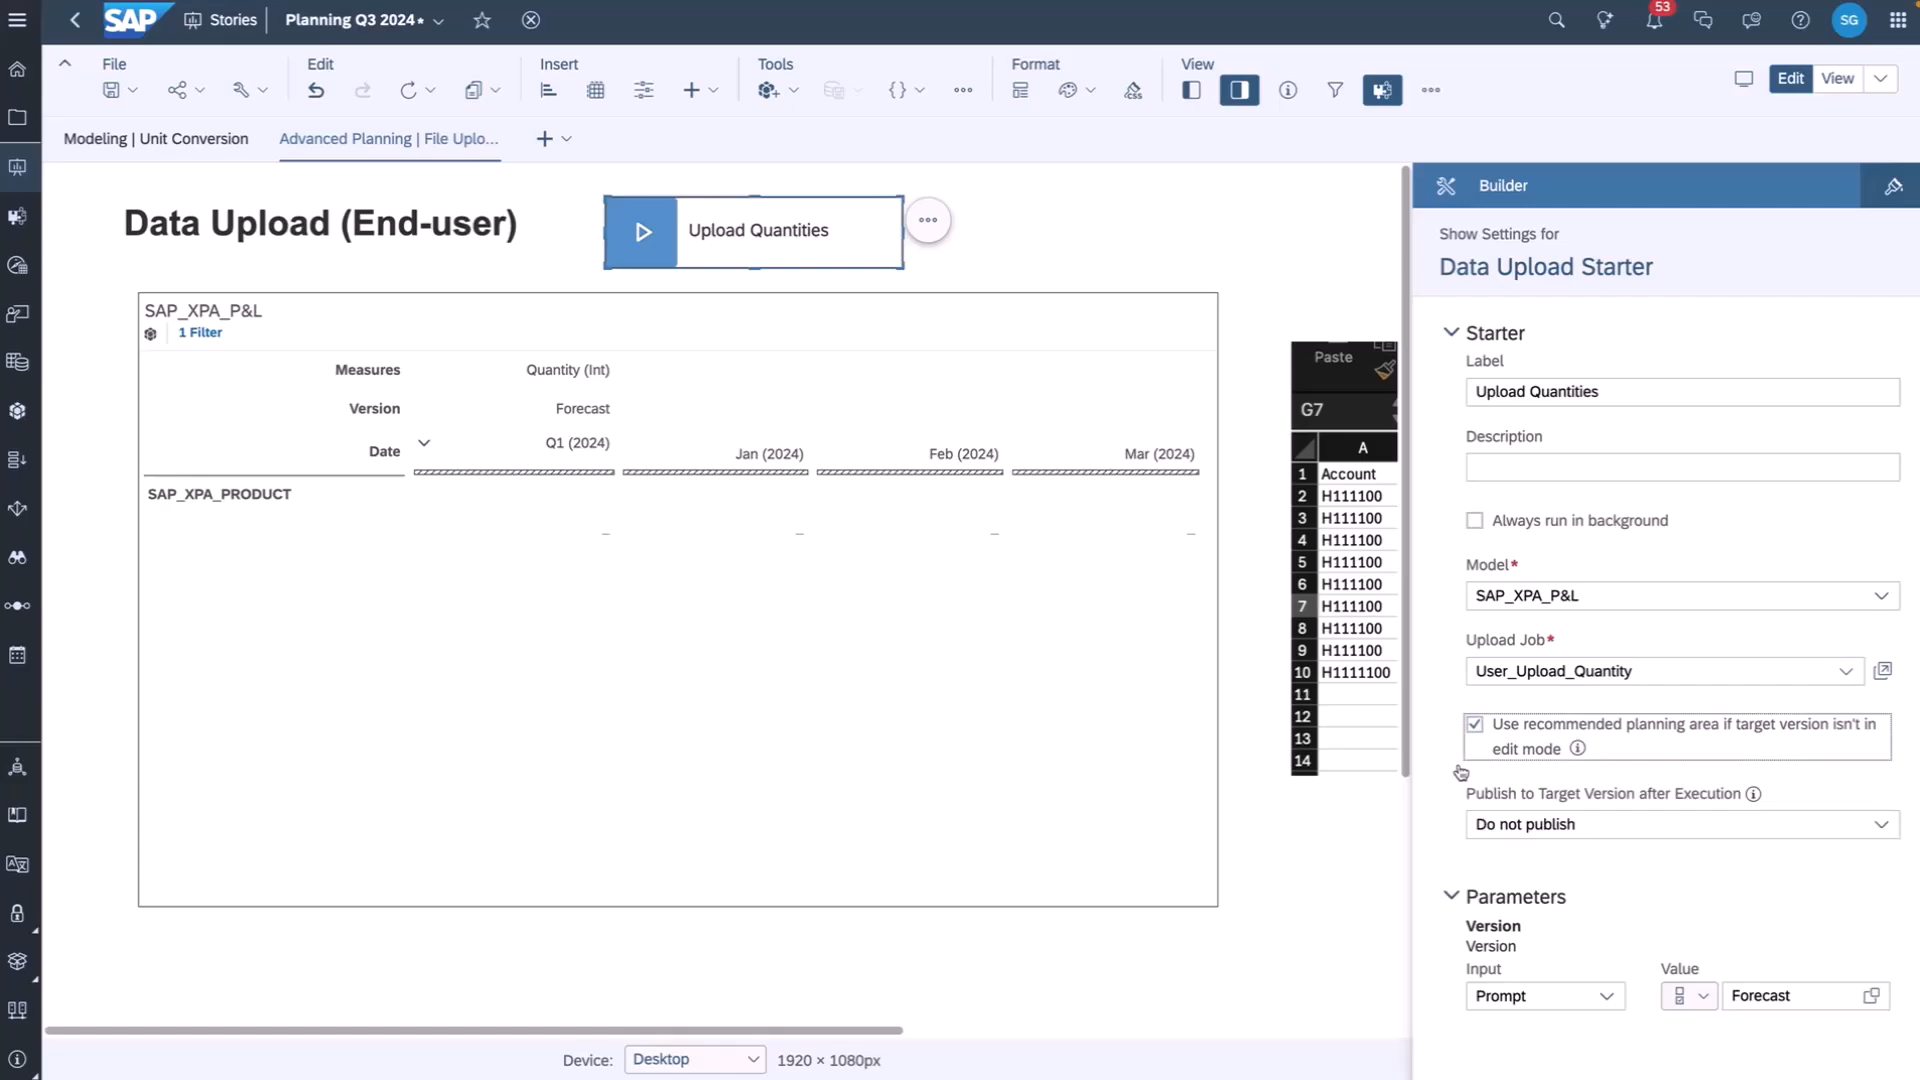 SAP
Stories
Planning Q3 2024*
53
SG
File
Edit
Insert
Tools
Format
View
Edit
View
CSS
Modeling | Unit Conversion
Advanced Planning | File Uplo...
Data Upload (End-user)
Upload Quantities
SAP_XPA_P&L
1 Filter
Measures
Quantity (Int)
Version
Forecast
Date
Q1 (2024)
Jan (2024)
Feb (2024)
Mar (2024)
SAP_XPA_PRODUCT
–
–
–
–
Paste
G7
A
1 Account
2 H111100
3 H111100
4 H111100
5 H111100
6 H111100
7 H111100
8 H111100
9 H111100
10 H1111100
11
12
13
14
Builder
Show Settings for
Data Upload Starter
Starter
Label
Upload Quantities
Description
Always run in background
Model*
SAP_XPA_P&L
Upload Job*
User_Upload_Quantity
Use recommended planning area if target version isn't in
edit mode
Publish to Target Version after Execution
Do not publish
Parameters
Version
Version
Input
Value
Prompt
Forecast
Device:
Desktop
1920 × 1080px